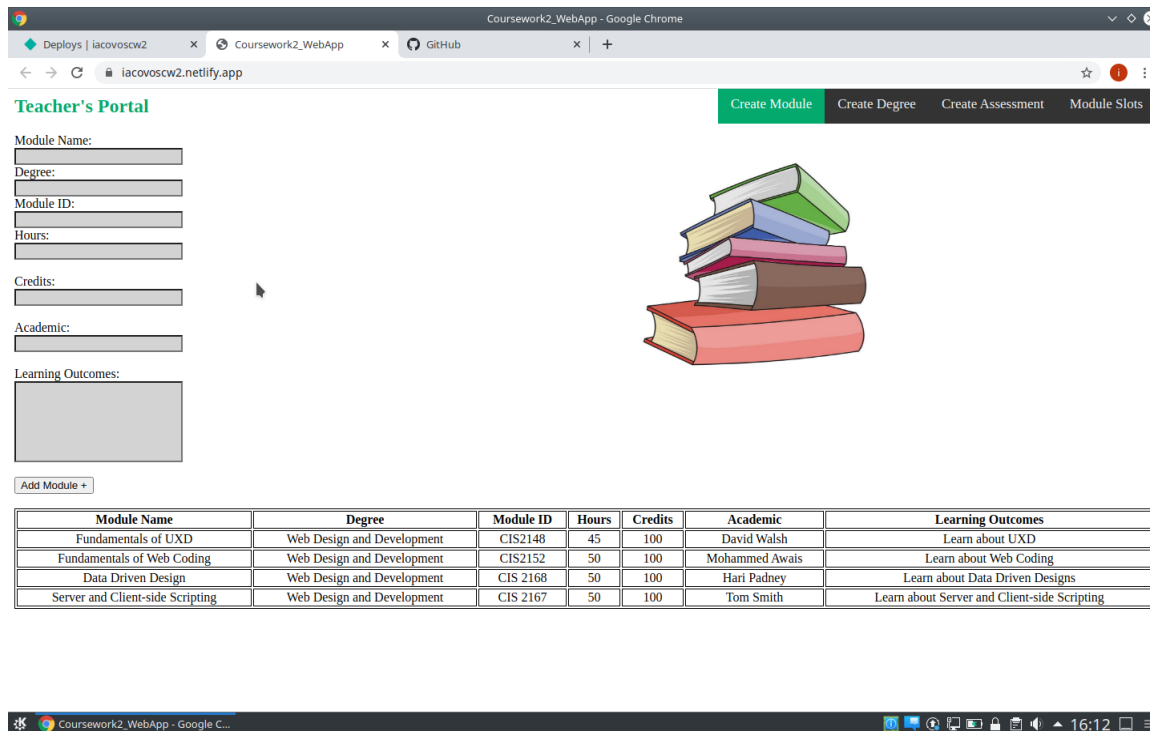 Coursework2_WebApp - Google Chrome
Deploys | iacovoscw2 Coursework2_WebApp GitHub
iacovoscw2.netlify.app i
Teacher's Portal Create Module Create Degree Create Assessment Module Slots
Module Name:
Degree:
Module ID:
Hours:
Credits:
Academic:
Learning Outcomes:
Add Module +
Module Name Degree Module ID Hours Credits Academic Learning Outcomes
Fundamentals of UXD Web Design and Development CIS2148 45 100 David Walsh Learn about UXD
Fundamentals of Web Coding Web Design and Development CIS2152 50 100 Mohammed Awais Learn about Web Coding
Data Driven Design Web Design and Development CIS 2168 50 100 Hari Padney Learn about Data Driven Designs
Server and Client-side Scripting Web Design and Development CIS 2167 50 100 Tom Smith Learn about Server and Client-side Scripting
Coursework2_WebApp - Google C... 16:12